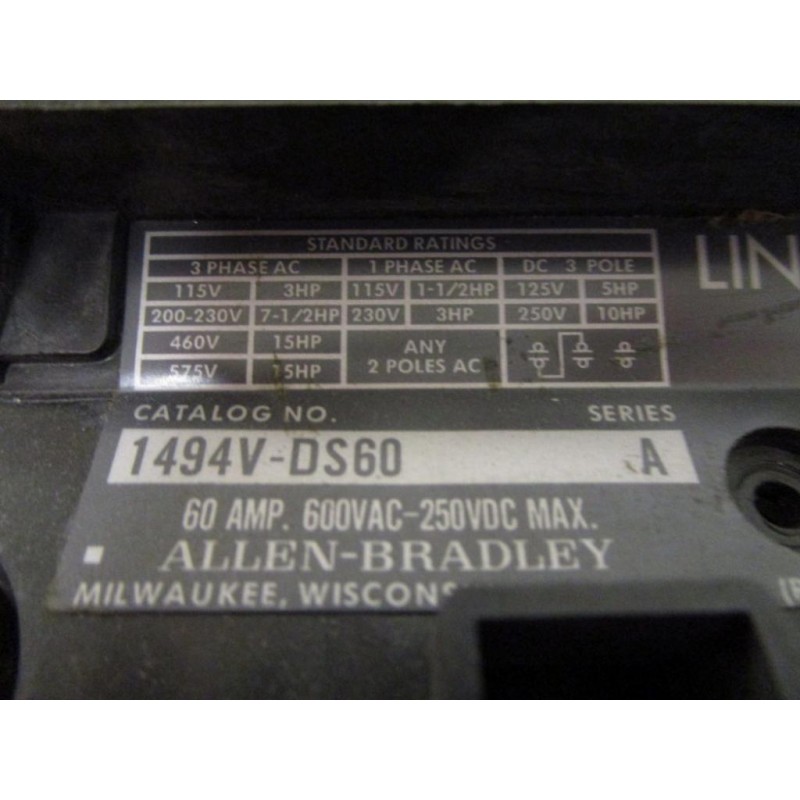 STANDARD RATINGS
3 PHASE AC 1 PHASE AC DC 3 POLE
115V 3HP 115V 1-1/2HP 125V 5HP
200-230V 7-1/2HP 230V 3HP 250V 10HP
460V 15HP ANY
575V 15HP 2 POLES AC
LIN
CATALOG NO. SERIES
1494V-DS60 A
60 AMP. 600VAC-250VDC MAX.
ALLEN-BRADLEY
MILWAUKEE, WISCONS